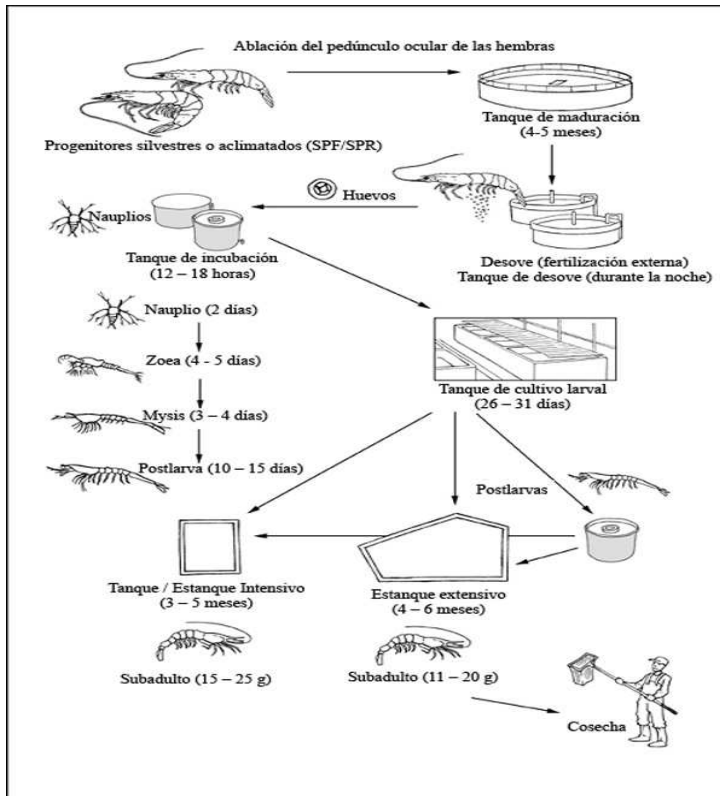 Ablación del pedúnculo ocular de las hembras
Tanque de maduración
(4-5 meses)
Progenitores silvestres o aclimatados (SPF/SPR)
Huevos
Nauplios
Tanque de incubación
(12 – 18 horas)
Desove (fertilización externa)
Tanque de desove (durante la noche)
Nauplio (2 días)
Zoea (4 - 5 días)
Mysis (3 – 4 días)
Postlarva (10 – 15 días)
Tanque de cultivo larval
(26 – 31 días)
Postlarvas
Tanque / Estanque Intensivo
(3 – 5 meses)
Estanque extensivo
(4 – 6 meses)
Subadulto (15 – 25 g)
Subadulto (11 – 20 g)
Cosecha